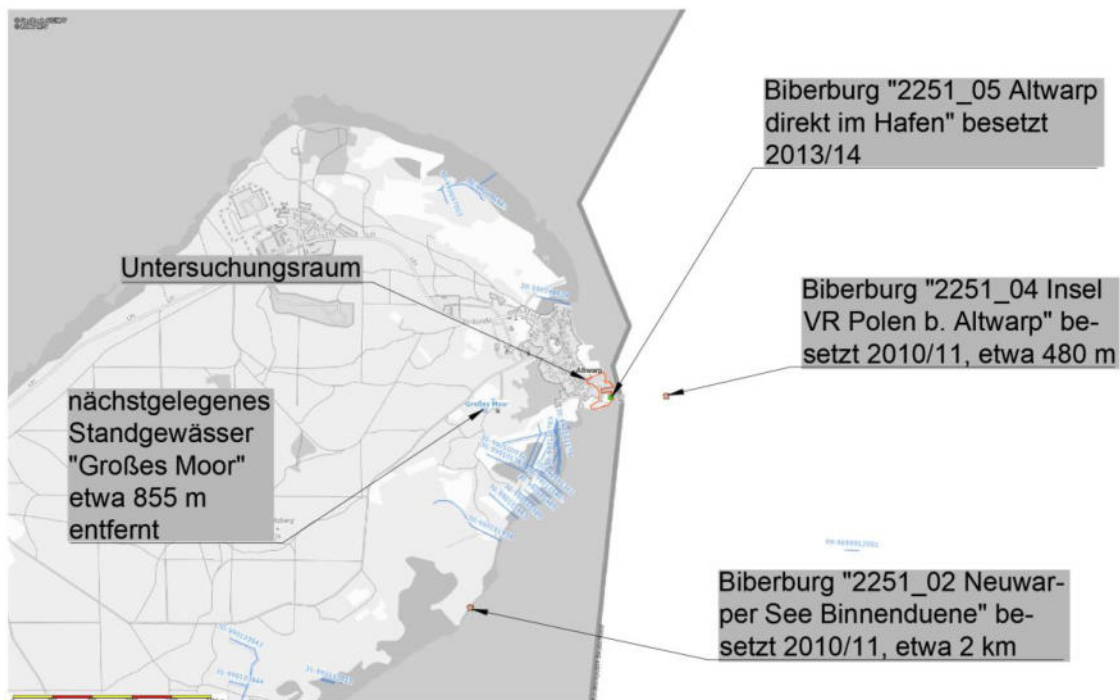 Biberburg "2251_05 Altwarp
direkt im Hafen" besetzt
2013/14
Untersuchungsraum
Biberburg "2251_04 Insel
VR Polen b. Altwarp" be-
setzt 2010/11, etwa 480 m
Altwarp
nächstgelegenes
Standgewässer
"Großes Moor"
etwa 855 m
entfernt
Großes Moor
Biberburg "2251_02 Neuwar-
per See Binnenduene" be-
setzt 2010/11, etwa 2 km